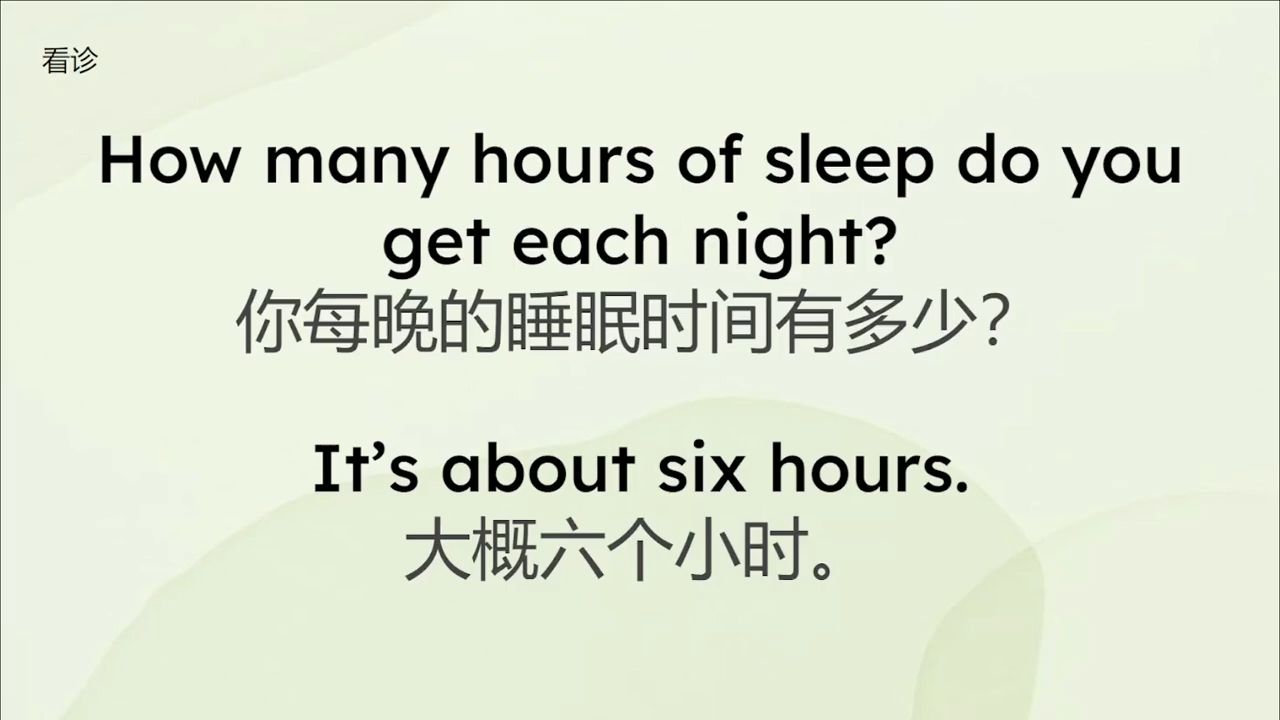 看诊
How many hours of sleep do you
get each night?
你每晚的睡眠时间有多少？
It’s about six hours.
大概六个小时。